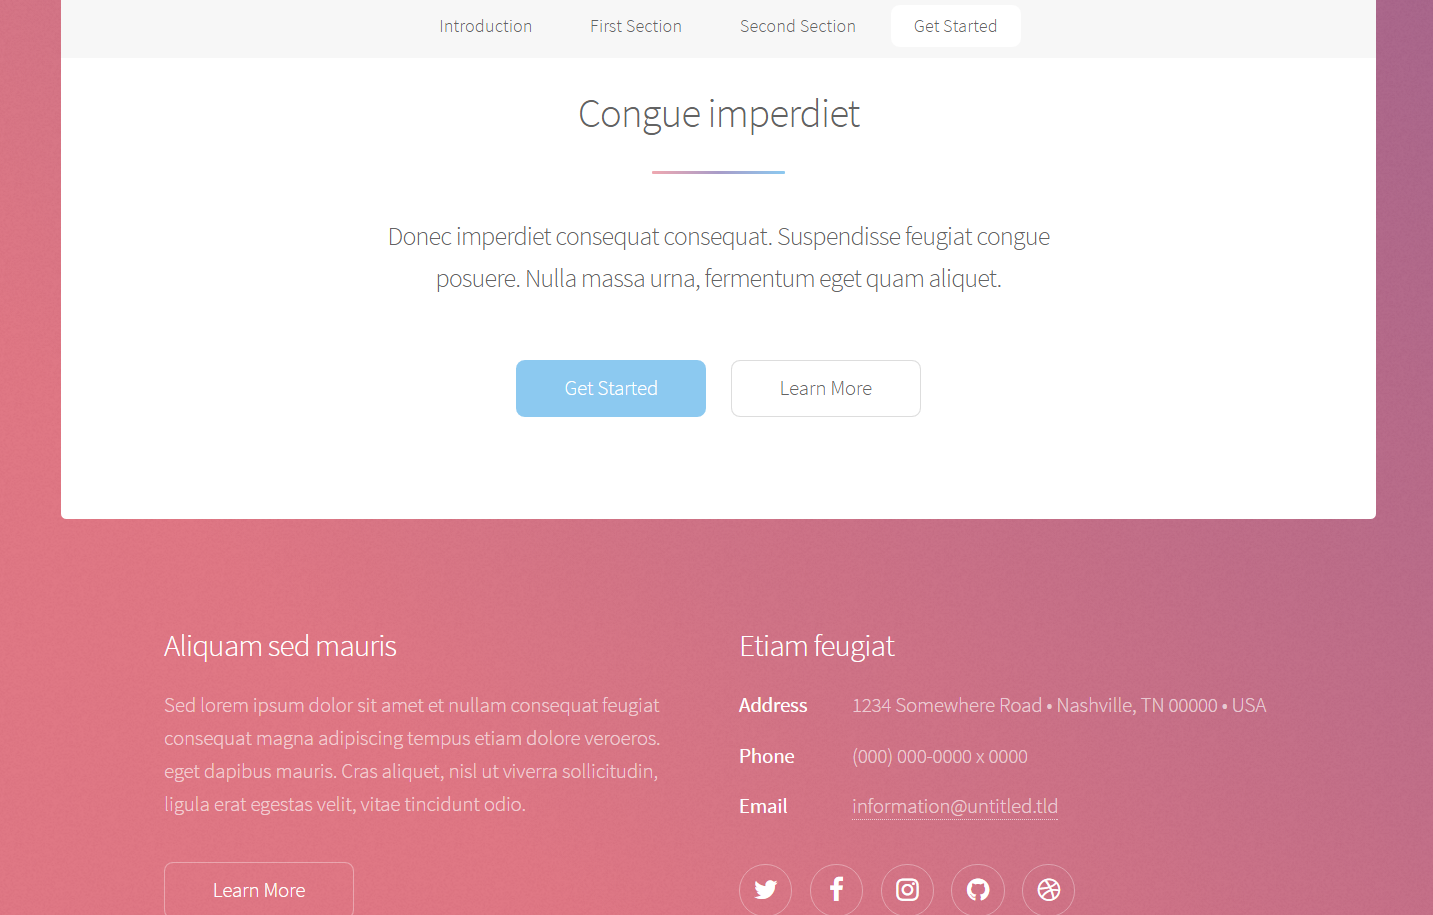 Introduction
First Section
Second Section
Get Started
Congue imperdiet
Donec imperdiet consequat consequat. Suspendisse feugiat congue
posuere. Nulla massa urna, fermentum eget quam aliquet.
Get Started
Learn More
Aliquam sed mauris
Sed lorem ipsum dolor sit amet et nullam consequat feugiat
consequat magna adipiscing tempus etiam dolore veroeros.
eget dapibus mauris. Cras aliquet, nisl ut viverra sollicitudin,
ligula erat egestas velit, vitae tincidunt odio.
Learn More
Etiam feugiat
Address 1234 Somewhere Road • Nashville, TN 00000 • USA
Phone (000) 000-0000 x 0000
Email information@untitled.tld